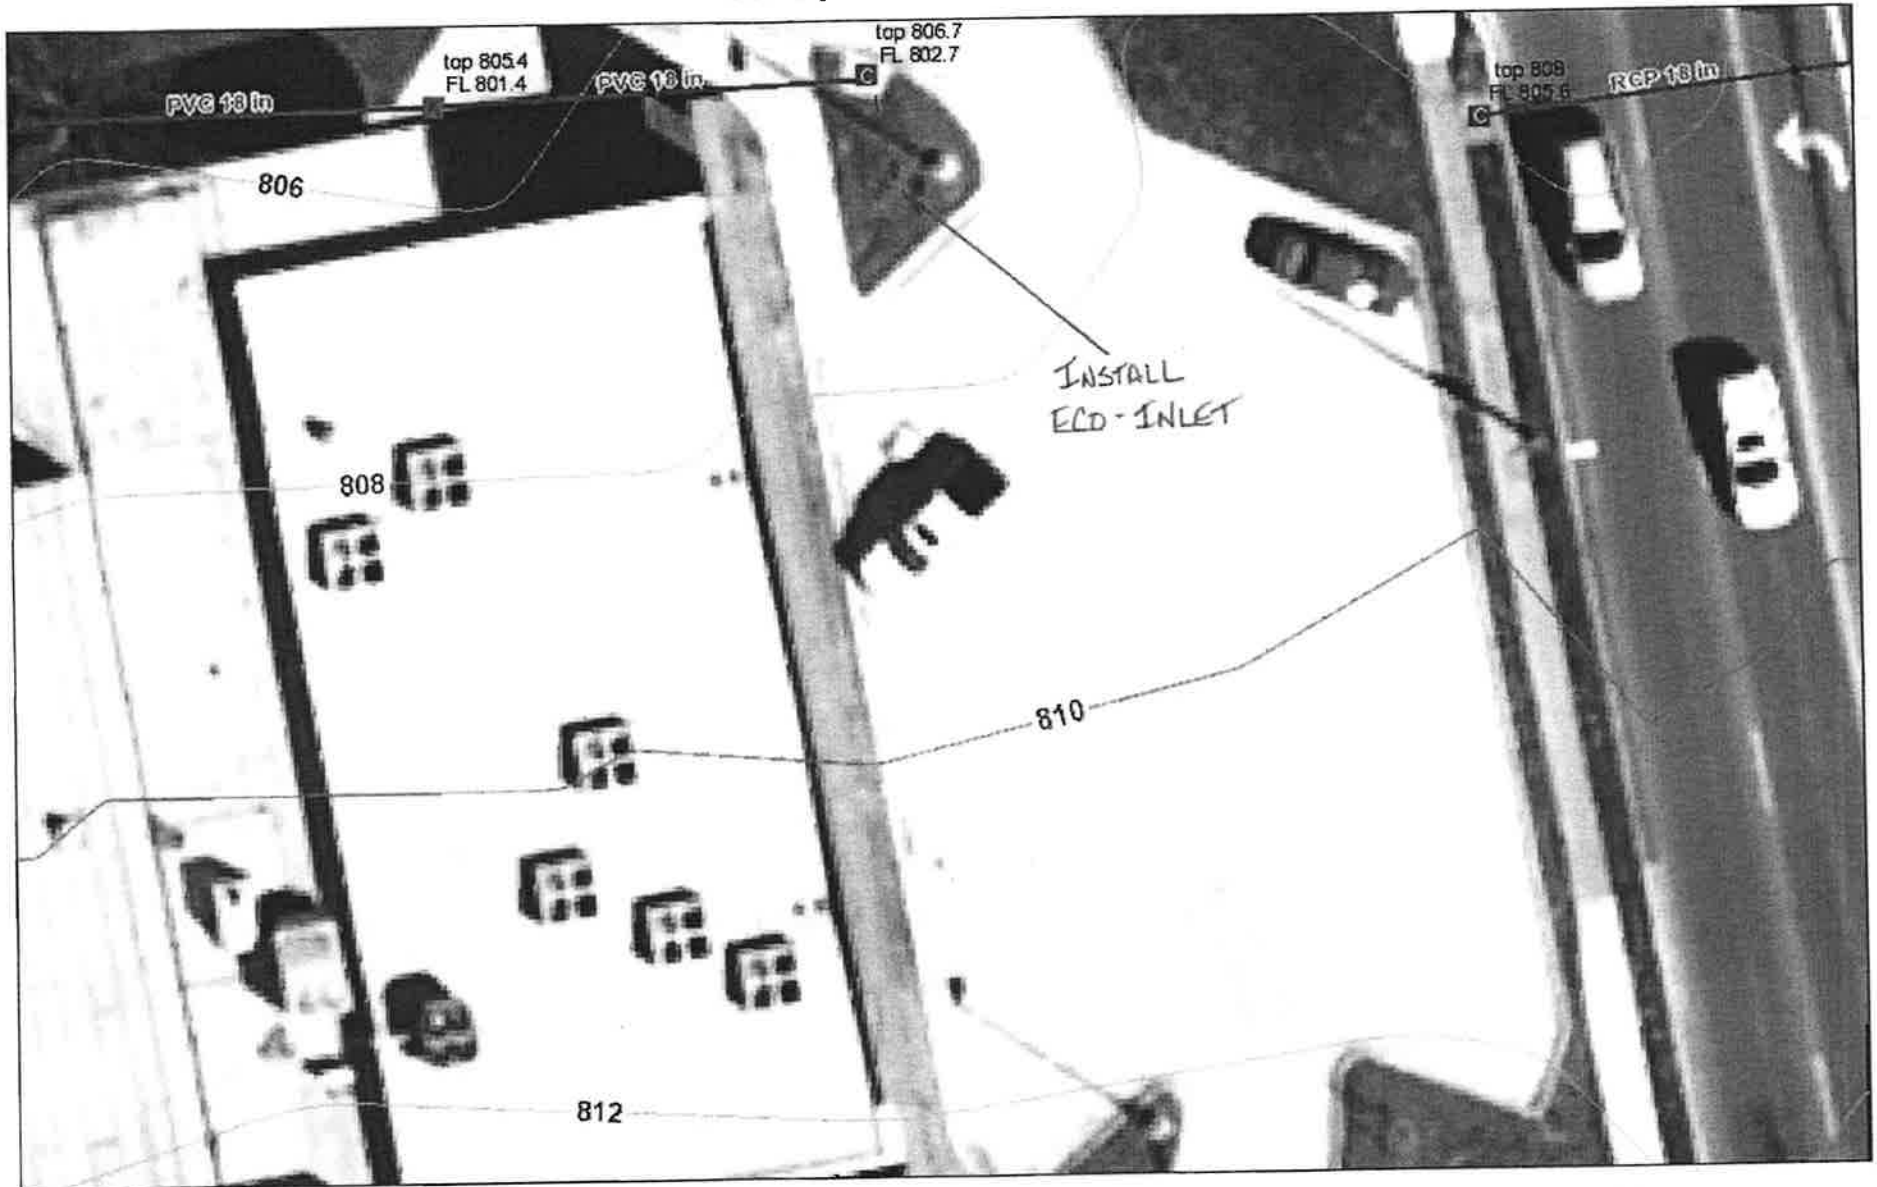 top 806.7
FL 802.7
top 805.4
FL 801.4
PVC 18 in
PVC 18 in
top 808
FL 805.6
RCP 18 in
806
INSTALL
ECO-INLET
808
810
812